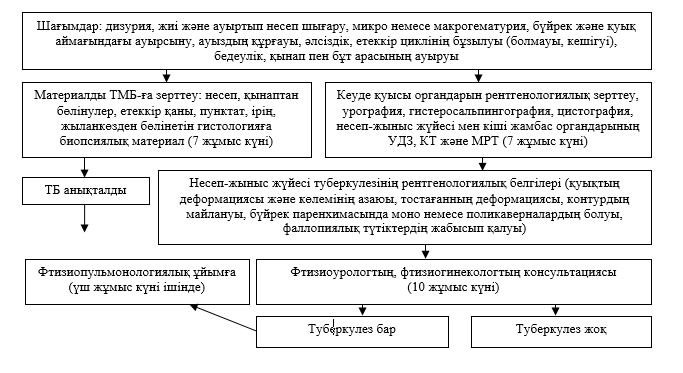 Шағымдар: дизурия, жиі және ауыртып несеп шығару, микро немесе макрогематурия, бүйрек және қуық
аймағындағы ауырсыну, ауыздың құрғауы, әлсіздік, етеккір циклінің бұзылуы (болмауы, кешігуі),
бедеулік, қынап пен бұт арасының ауыруы
Материалды ТМБ-ға зерттеу: несеп, қынаптан
бөлінулер, етеккір қаны, пунктат, ірің,
жыланкөзден бөлінетін гистологияға
биопсиялық материал (7 жұмыс күні)
Кеуде қуысы органдарын рентгенологиялық зерттеу,
урография, гистеросальпингография, цистография,
несеп-жыныс жүйесі мен кіші жамбас органдарының
УДЗ, КТ және МРТ (7 жұмыс күні)
ТБ анықталды
Несеп-жыныс жүйесі туберкулезінің рентгенологиялық белгілері (қуықтың
деформациясы және көлемінің азаюы, тостағанның деформациясы, контурдың
майлануы, бүйрек паренхимасында моно немесе поликаверналардың болуы,
фаллопиялық түтіктердің жабысып қалуы)
Фтизиопульмонологиялық ұйымға
(үш жұмыс күні ішінде)
Фтизиоурологтың, фтизиогинекологтың консультациясы
(10 жұмыс күні)
Туберкулез бар
Туберкулез жоқ